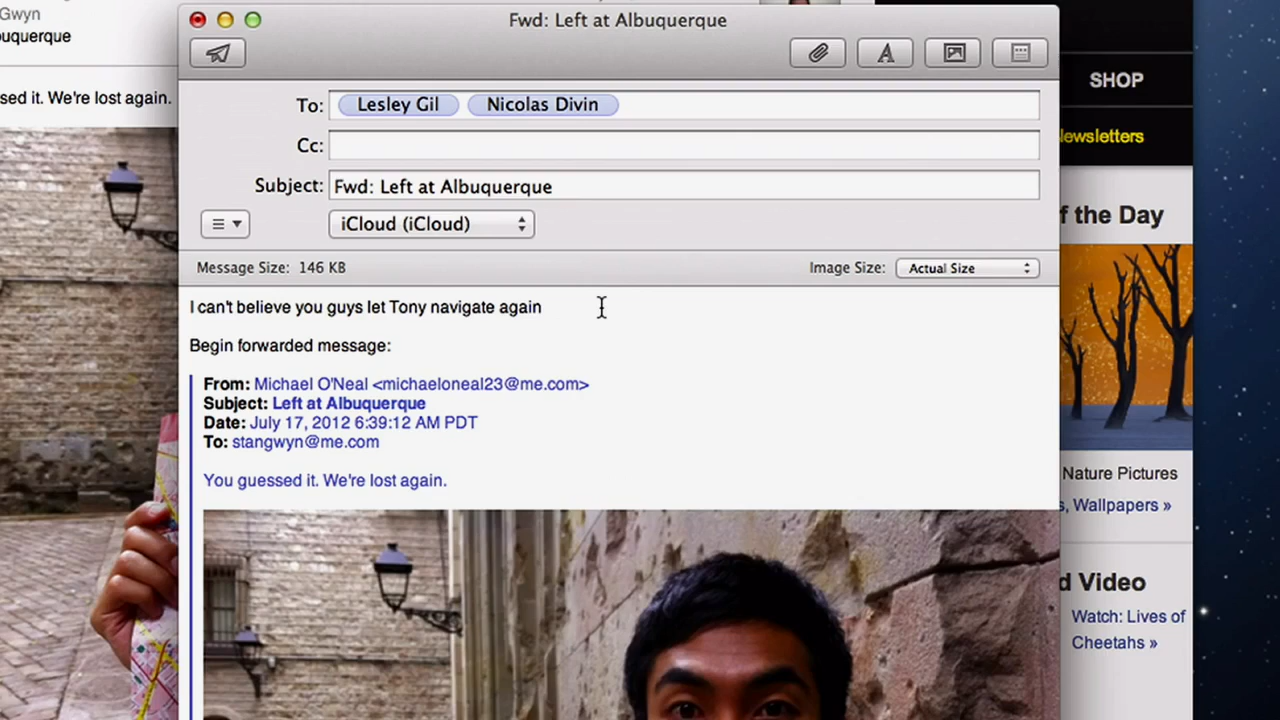 Gwyn
uquerque
sed it. We're lost again.
Fwd: Left at Albuquerque
To: Lesley Gil Nicolas Divin
Cc:
Subject: Fwd: Left at Albuquerque
iCloud (iCloud)
Message Size: 146 KB Image Size: Actual Size
I can't believe you guys let Tony navigate again
Begin forwarded message:
From: Michael O'Neal <michaeloneal23@me.com>
Subject: Left at Albuquerque
Date: July 17, 2012 6:39:12 AM PDT
To: stangwyn@me.com
You guessed it. We're lost again.
SHOP
Newsletters
f the Day
Nature Pictures
s, Wallpapers »
d Video
Watch: Lives of
Cheetahs »